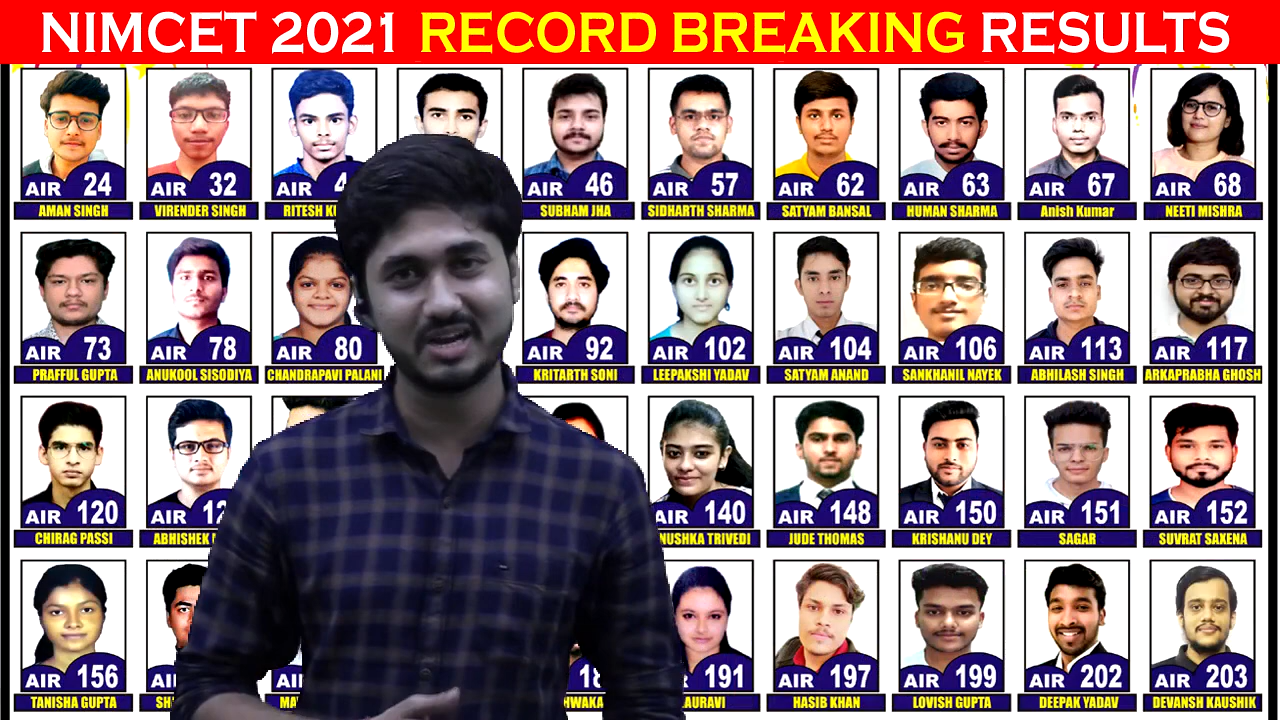 NIMCET 2021 RECORD BREAKING RESULTS
AIR 24 AIR 32 AIR AIR 46 AIR 57 AIR 62 AIR 63 AIR 67 AIR 68
AMAN SINGH VIRENDER SINGH RITESH SUBHAM JHA SIDHARTH SHARMA SATYAM BANSAL HUMAN SHARMA Anish Kumar NEETI MISHRA
AIR 73 AIR 78 AIR 80 AIR 92 AIR 102 AIR 104 AIR 106 AIR 113 AIR 117
PRAFFUL GUPTA ANUKOOL SISODIYA CHANDRAPAVI PALANI KRITARTH SONI LEEPAKSHI YADAV SATYAM ANAND SANKHANIL NAYEK ABHILASH SINGH ARKAPRABHA GHOSH
AIR 120 AIR AIR 140 AIR 148 AIR 150 AIR 151 AIR 152
CHIRAG PASSI ABHISHEK NUSHKA TRIVEDI JUDE THOMAS KRISHANU DEY SAGAR SUVRAT SAXENA
AIR 156 AIR 191 AIR 197 AIR 199 AIR 202 AIR 203
TANISHA GUPTA HWAKA AURAVI HASIB KHAN LOVISH GUPTA DEEPAK YADAV DEVANSH KAUSHIK